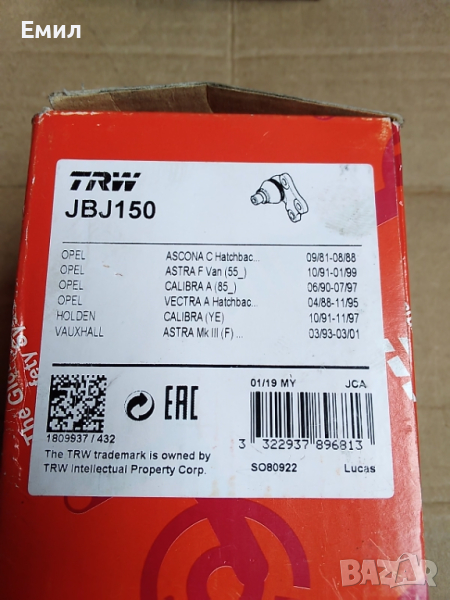 Емил
TRW
JBJ150
OPEL ASCONA C Hatchbac... 09/81-08/88
OPEL ASTRA F Van (55_) 10/91-01/99
OPEL CALIBRA A (85_) 06/90-07/97
OPEL VECTRA A Hatchbac... 04/88-11/95
HOLDEN CALIBRA (YE) 10/91-11/97
VAUXHALL ASTRA Mk III (F) ... 03/93-03/01
EAC
01/19 MY JCA
1809937 / 432
3 322937 896813
The TRW trademark is owned by
TRW Intellectual Property Corp.
SO80922 Lucas
BAZAR